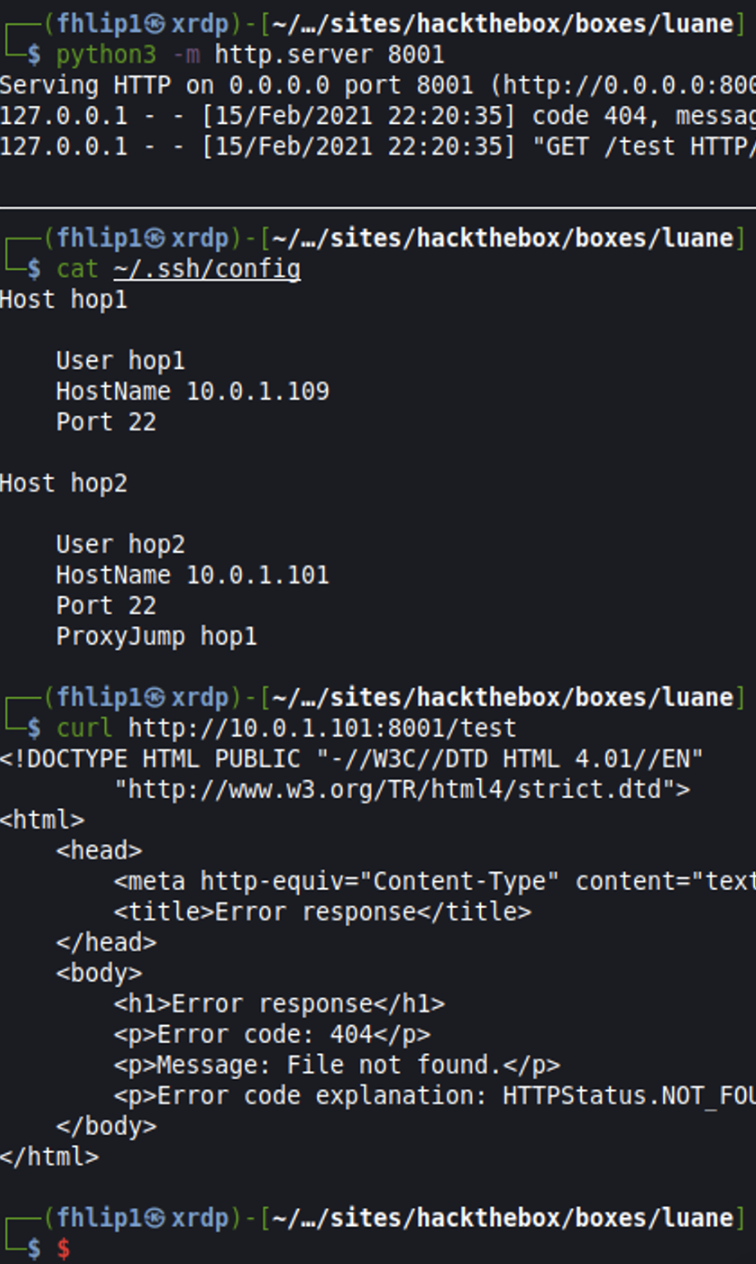 ┌──(fhlip1㉿xrdp)-[~/…/sites/hackthebox/boxes/luane]
└─$ python3 -m http.server 8001
Serving HTTP on 0.0.0.0 port 8001 (http://0.0.0.0:800
127.0.0.1 - - [15/Feb/2021 22:20:35] code 404, messag
127.0.0.1 - - [15/Feb/2021 22:20:35] "GET /test HTTP/
┌──(fhlip1㉿xrdp)-[~/…/sites/hackthebox/boxes/luane]
└─$ cat ~/.ssh/config
Host hop1
    User hop1
    HostName 10.0.1.109
    Port 22
Host hop2
    User hop2
    HostName 10.0.1.101
    Port 22
    ProxyJump hop1
┌──(fhlip1㉿xrdp)-[~/…/sites/hackthebox/boxes/luane]
└─$ curl http://10.0.1.101:8001/test
<!DOCTYPE HTML PUBLIC "-//W3C//DTD HTML 4.01//EN"
        "http://www.w3.org/TR/html4/strict.dtd">
<html>
    <head>
        <meta http-equiv="Content-Type" content="text
        <title>Error response</title>
    </head>
    <body>
        <h1>Error response</h1>
        <p>Error code: 404</p>
        <p>Message: File not found.</p>
        <p>Error code explanation: HTTPStatus.NOT_FOU
    </body>
</html>
┌──(fhlip1㉿xrdp)-[~/…/sites/hackthebox/boxes/luane]
└─$ $